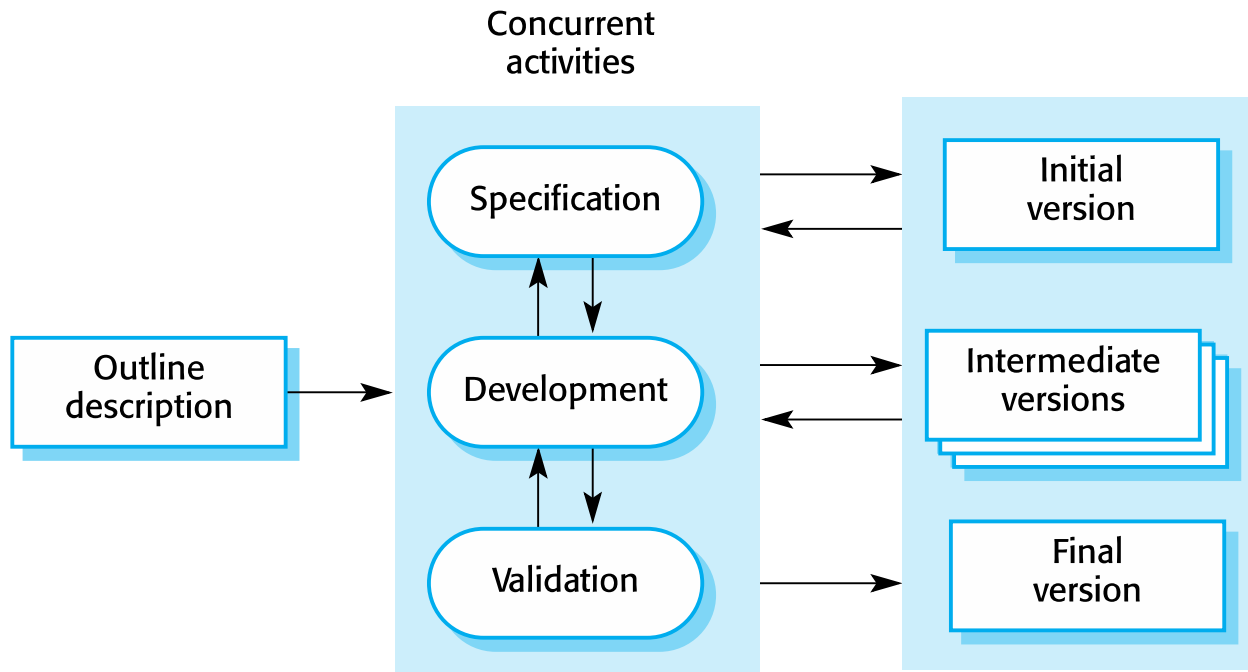 Concurrent
activities
Outline
description
Specification
Development
Validation
Initial
version
Intermediate
versions
Final
version